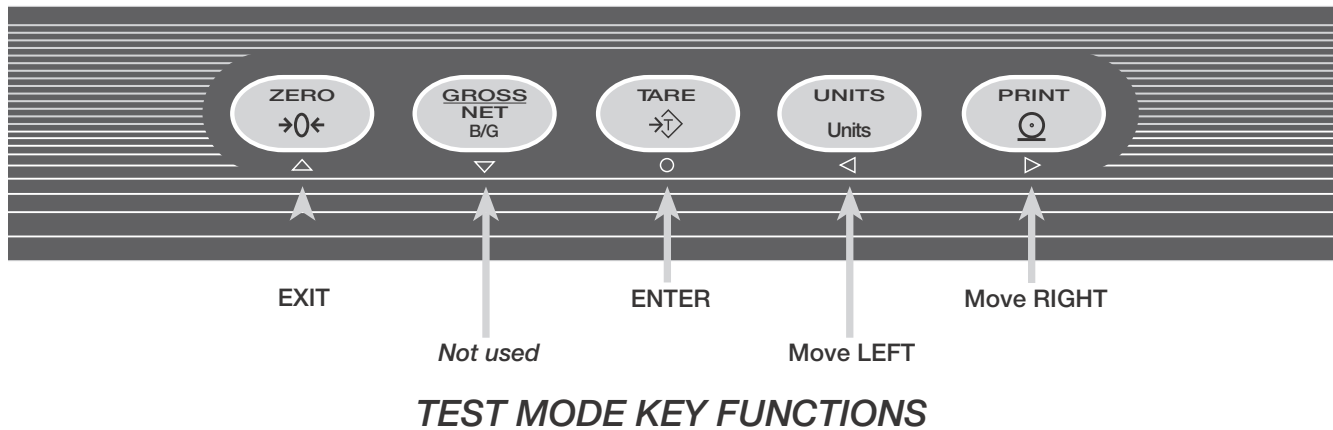 ZERO
→0←
GROSS
NET
B/G
TARE
T
UNITS
Units
PRINT
EXIT
ENTER
Move RIGHT
Not used
Move LEFT
TEST MODE KEY FUNCTIONS